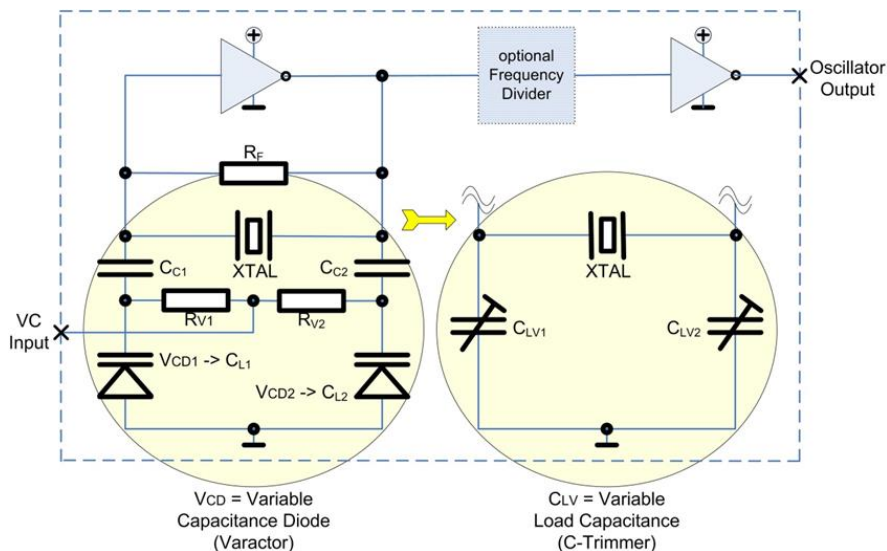 optional
Frequency
Divider
Oscillator
Output
RF
XTAL
CC1
CC2
XTAL
VC
Input
RV1
RV2
CLV1
CLV2
VCD1 -> CL1
VCD2 -> CL2
VCD = Variable
Capacitance Diode
(Varactor)
CLV = Variable
Load Capacitance
(C-Trimmer)